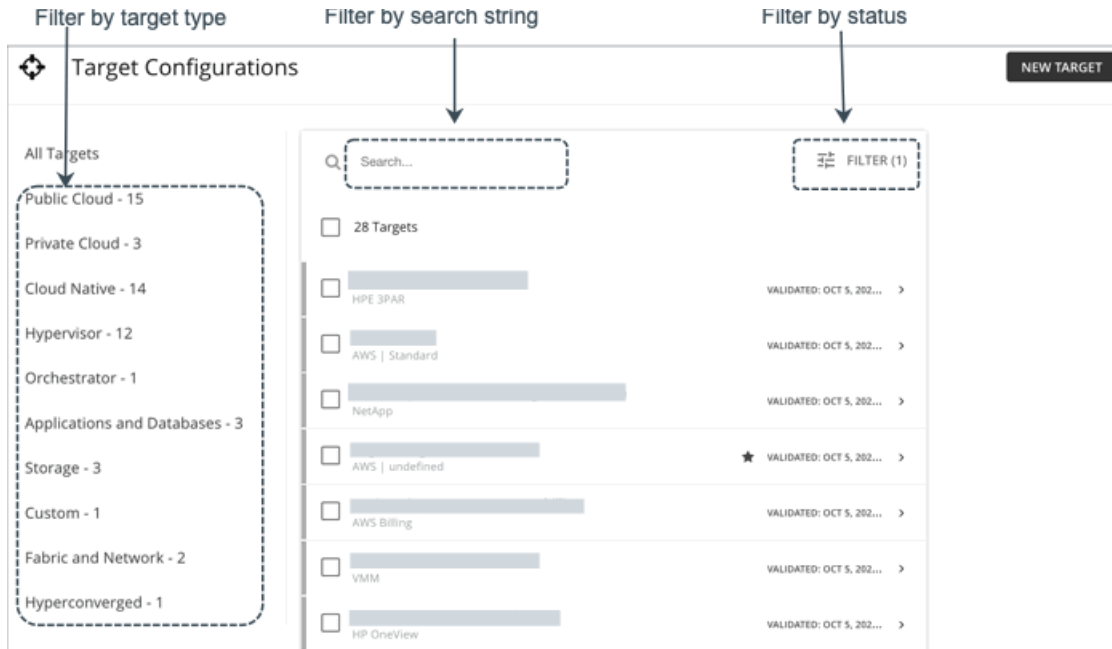 Filter by target type
Filter by search string
Filter by status
Target Configurations
NEW TARGET
All Targets
Public Cloud - 15
Private Cloud - 3
Cloud Native - 14
Hypervisor - 12
Orchestrator - 1
Applications and Databases - 3
Storage - 3
Custom - 1
Fabric and Network - 2
Hyperconverged - 1
Search...
FILTER (1)
28 Targets
HPE 3PAR
VALIDATED: OCT 5, 202...
AWS | Standard
VALIDATED: OCT 5, 202...
NetApp
VALIDATED: OCT 5, 202...
AWS | undefined
VALIDATED: OCT 5, 202...
AWS Billing
VALIDATED: OCT 5, 202...
VMM
VALIDATED: OCT 5, 202...
HP OneView
VALIDATED: OCT 5, 202...